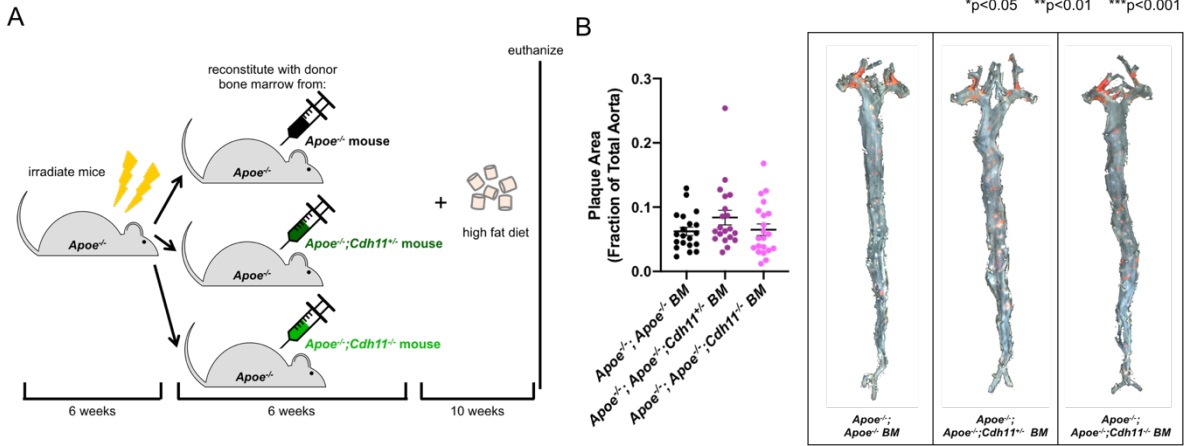 A
reconstitute with donor
bone marrow from:
Apoe-/- mouse
irradiate mice
Apoe-/-
Apoe-/-
Apoe-/-;Cdh11+/- mouse
Apoe-/-
Apoe-/-;Cdh11-/- mouse
Apoe-/-
+
high fat diet
euthanize
6 weeks
6 weeks
10 weeks
B
*p<0.05 **p<0.01 ***p<0.001
Plaque Area
(Fraction of Total Aorta)
0.3
0.2
0.1
0.0
Apoe-/-; Apoe-/- BM
Apoe-/-; Apoe-/-;Cdh11+/- BM
Apoe-/-; Apoe-/-;Cdh11-/- BM
Apoe-/-;
Apoe-/- BM
Apoe-/-;
Apoe-/-;Cdh11+/- BM
Apoe-/-;
Apoe-/-;Cdh11-/- BM